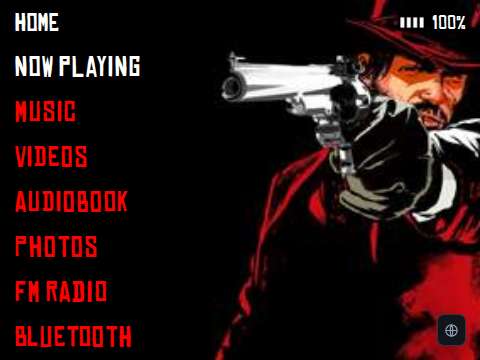 HOME
100%
NOW PLAYING
MUSIC
VIDEOS
AUDIOBOOK
PHOTOS
FM RADIO
BLUETOOTH